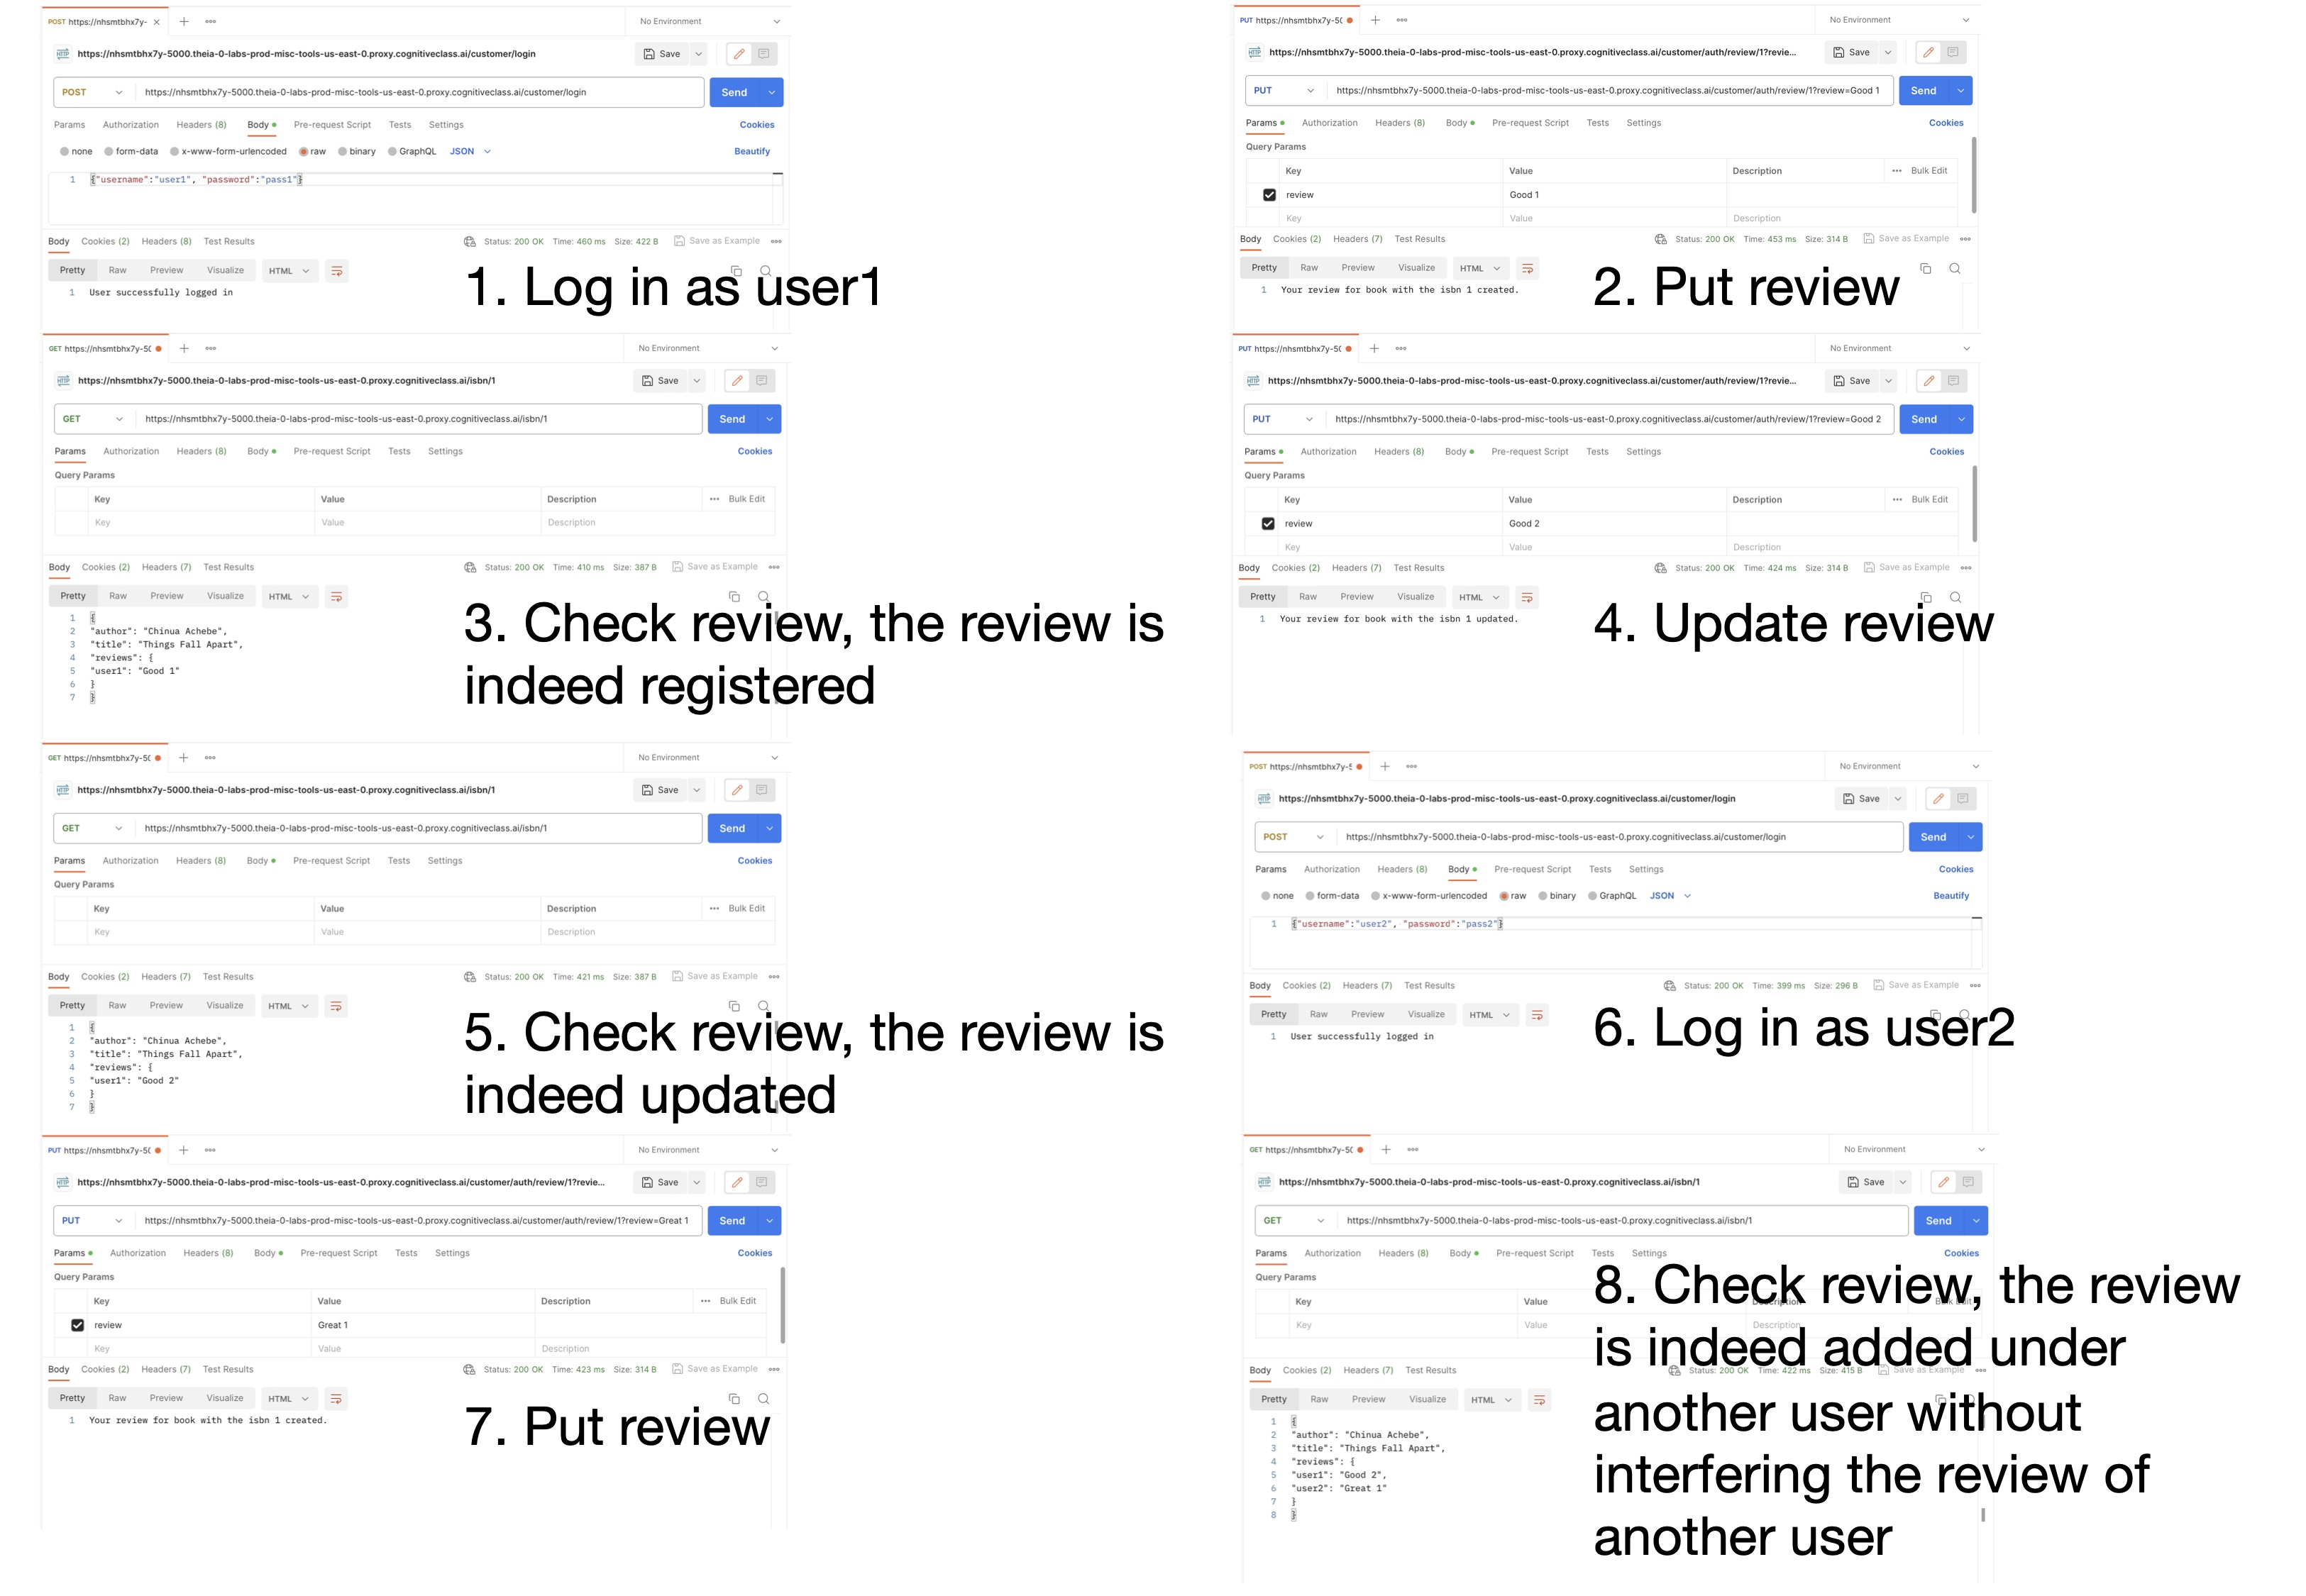 POST https://nhsmtbhx7y-
No Environment
https://nhsmtbhx7y-5000.theia-0-labs-prod-misc-tools-us-east-0.proxy.cognitiveclass.ai/customer/login
Save
POST https://nhsmtbhx7y-5000.theia-0-labs-prod-misc-tools-us-east-0.proxy.cognitiveclass.ai/customer/login Send
Params Authorization Headers (8) Body Pre-request Script Tests Settings Cookies
none form-data x-www-form-urlencoded raw binary GraphQL JSON Beautify
1 {"username":"user1", "password":"pass1"}
Body Cookies (2) Headers (8) Test Results Status: 200 OK Time: 460 ms Size: 422 B Save as Example
Pretty Raw Preview Visualize HTML
1 User successfully logged in
1. Log in as user1
PUT https://nhsmtbhx7y-50
No Environment
https://nhsmtbhx7y-5000.theia-0-labs-prod-misc-tools-us-east-0.proxy.cognitiveclass.ai/customer/auth/review/1?revie...
Save
PUT https://nhsmtbhx7y-5000.theia-0-labs-prod-misc-tools-us-east-0.proxy.cognitiveclass.ai/customer/auth/review/1?review=Good 1 Send
Params Authorization Headers (8) Body Pre-request Script Tests Settings Cookies
Query Params
Key Value Description Bulk Edit
review Good 1
Key Value Description
Body Cookies (2) Headers (7) Test Results Status: 200 OK Time: 453 ms Size: 314 B Save as Example
Pretty Raw Preview Visualize HTML
1 Your review for book with the isbn 1 created.
2. Put review
GET https://nhsmtbhx7y-50
No Environment
https://nhsmtbhx7y-5000.theia-0-labs-prod-misc-tools-us-east-0.proxy.cognitiveclass.ai/isbn/1
Save
GET https://nhsmtbhx7y-5000.theia-0-labs-prod-misc-tools-us-east-0.proxy.cognitiveclass.ai/isbn/1 Send
Params Authorization Headers (8) Body Pre-request Script Tests Settings Cookies
Query Params
Key Value Description Bulk Edit
Key Value Description
Body Cookies (2) Headers (7) Test Results Status: 200 OK Time: 410 ms Size: 387 B Save as Example
Pretty Raw Preview Visualize HTML
1 {
2 "author": "Chinua Achebe",
3 "title": "Things Fall Apart",
4 "reviews": {
5 "user1": "Good 1"
6 }
7 }
3. Check review, the review is
indeed registered
PUT https://nhsmtbhx7y-50
No Environment
https://nhsmtbhx7y-5000.theia-0-labs-prod-misc-tools-us-east-0.proxy.cognitiveclass.ai/customer/auth/review/1?revie...
Save
PUT https://nhsmtbhx7y-5000.theia-0-labs-prod-misc-tools-us-east-0.proxy.cognitiveclass.ai/customer/auth/review/1?review=Good 2 Send
Params Authorization Headers (8) Body Pre-request Script Tests Settings Cookies
Query Params
Key Value Description Bulk Edit
review Good 2
Key Value Description
Body Cookies (2) Headers (7) Test Results Status: 200 OK Time: 424 ms Size: 314 B Save as Example
Pretty Raw Preview Visualize HTML
1 Your review for book with the isbn 1 updated.
4. Update review
GET https://nhsmtbhx7y-50
No Environment
https://nhsmtbhx7y-5000.theia-0-labs-prod-misc-tools-us-east-0.proxy.cognitiveclass.ai/isbn/1
Save
GET https://nhsmtbhx7y-5000.theia-0-labs-prod-misc-tools-us-east-0.proxy.cognitiveclass.ai/isbn/1 Send
Params Authorization Headers (8) Body Pre-request Script Tests Settings Cookies
Query Params
Key Value Description Bulk Edit
Key Value Description
Body Cookies (2) Headers (7) Test Results Status: 200 OK Time: 421 ms Size: 387 B Save as Example
Pretty Raw Preview Visualize HTML
1 {
2 "author": "Chinua Achebe",
3 "title": "Things Fall Apart",
4 "reviews": {
5 "user1": "Good 2"
6 }
7 }
5. Check review, the review is
indeed updated
POST https://nhsmtbhx7y-5
No Environment
https://nhsmtbhx7y-5000.theia-0-labs-prod-misc-tools-us-east-0.proxy.cognitiveclass.ai/customer/login
Save
POST https://nhsmtbhx7y-5000.theia-0-labs-prod-misc-tools-us-east-0.proxy.cognitiveclass.ai/customer/login Send
Params Authorization Headers (8) Body Pre-request Script Tests Settings Cookies
none form-data x-www-form-urlencoded raw binary GraphQL JSON Beautify
1 {"username":"user2", "password":"pass2"}
Body Cookies (2) Headers (7) Test Results Status: 200 OK Time: 399 ms Size: 296 B Save as Example
Pretty Raw Preview Visualize HTML
1 User successfully logged in
6. Log in as user2
PUT https://nhsmtbhx7y-50
No Environment
https://nhsmtbhx7y-5000.theia-0-labs-prod-misc-tools-us-east-0.proxy.cognitiveclass.ai/customer/auth/review/1?revie...
Save
PUT https://nhsmtbhx7y-5000.theia-0-labs-prod-misc-tools-us-east-0.proxy.cognitiveclass.ai/customer/auth/review/1?review=Great 1 Send
Params Authorization Headers (8) Body Pre-request Script Tests Settings Cookies
Query Params
Key Value Description Bulk Edit
review Great 1
Key Value Description
Body Cookies (2) Headers (7) Test Results Status: 200 OK Time: 423 ms Size: 314 B Save as Example
Pretty Raw Preview Visualize HTML
1 Your review for book with the isbn 1 created.
7. Put review
GET https://nhsmtbhx7y-50
No Environment
https://nhsmtbhx7y-5000.theia-0-labs-prod-misc-tools-us-east-0.proxy.cognitiveclass.ai/isbn/1
Save
GET https://nhsmtbhx7y-5000.theia-0-labs-prod-misc-tools-us-east-0.proxy.cognitiveclass.ai/isbn/1 Send
Params Authorization Headers (8) Body Pre-request Script Tests Settings Cookies
Query Params
Key Value Description Bulk Edit
Key Value Description
Body Cookies (2) Headers (7) Test Results Status: 200 OK Time: 422 ms Size: 415 B Save as Example
Pretty Raw Preview Visualize HTML
1 {
2 "author": "Chinua Achebe",
3 "title": "Things Fall Apart",
4 "reviews": {
5 "user1": "Good 2",
6 "user2": "Great 1"
7 }
8 }
8. Check review, the review
is indeed added under
another user without
interfering the review of
another user